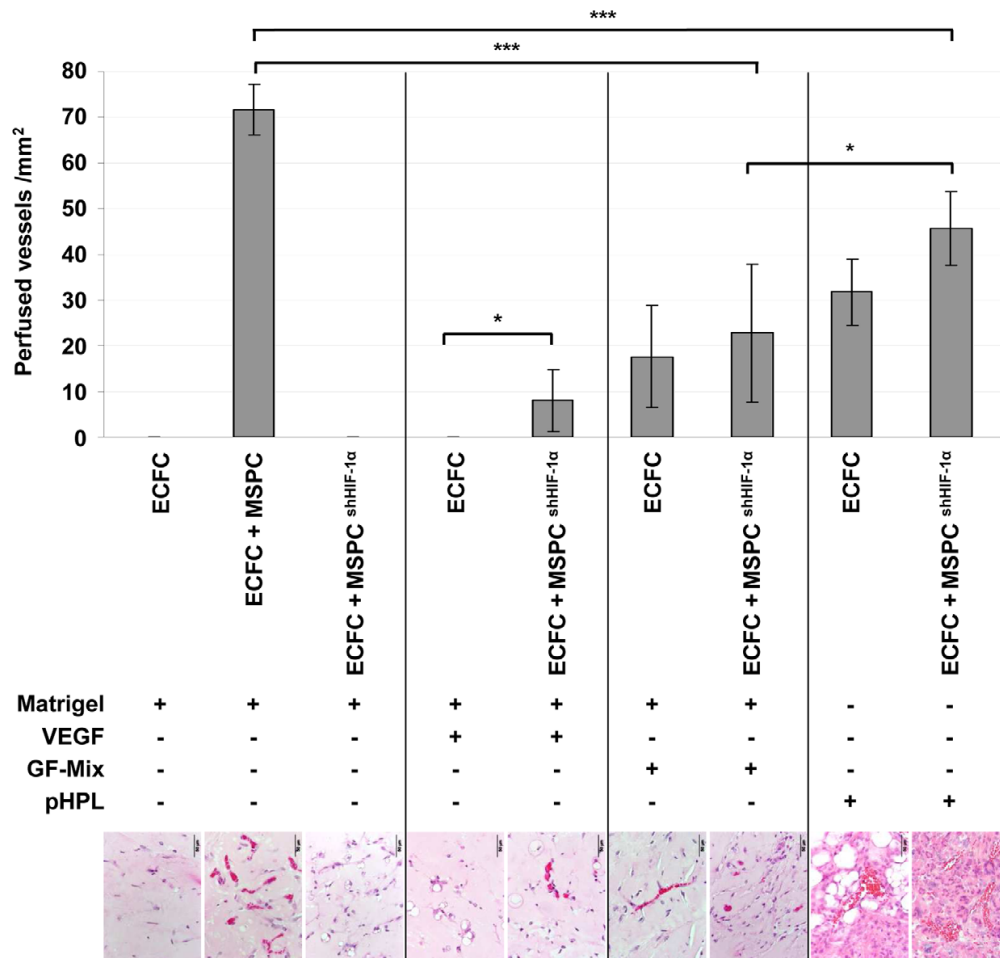 ***
***
Perfused vessels /mm²
80
70
60
50
40
30
20
10
0
*
*
ECFC
ECFC + MSPC
ECFC + MSPC shHIF-1α
ECFC
ECFC + MSPC shHIF-1α
ECFC
ECFC + MSPC shHIF-1α
ECFC
ECFC + MSPC shHIF-1α
Matrigel + + + + + + + - -
VEGF - - - + + - - - -
GF-Mix - - - - - + + - -
pHPL - - - - - - - + +